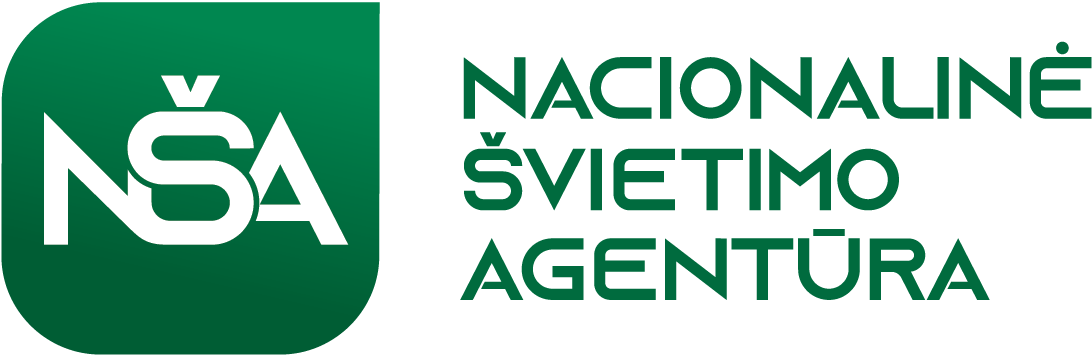 NŠA
NACIONALINĖ
ŠVIETIMO
AGENTŪRA